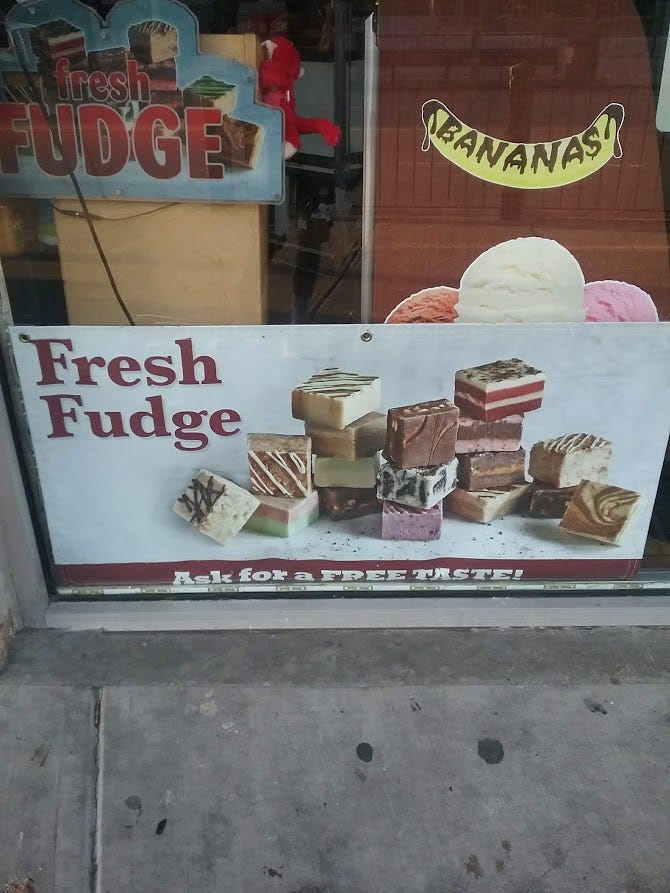 fresh
FUDGE
BANANAS
Fresh
Fudge
Ask for a FREE TASTE!